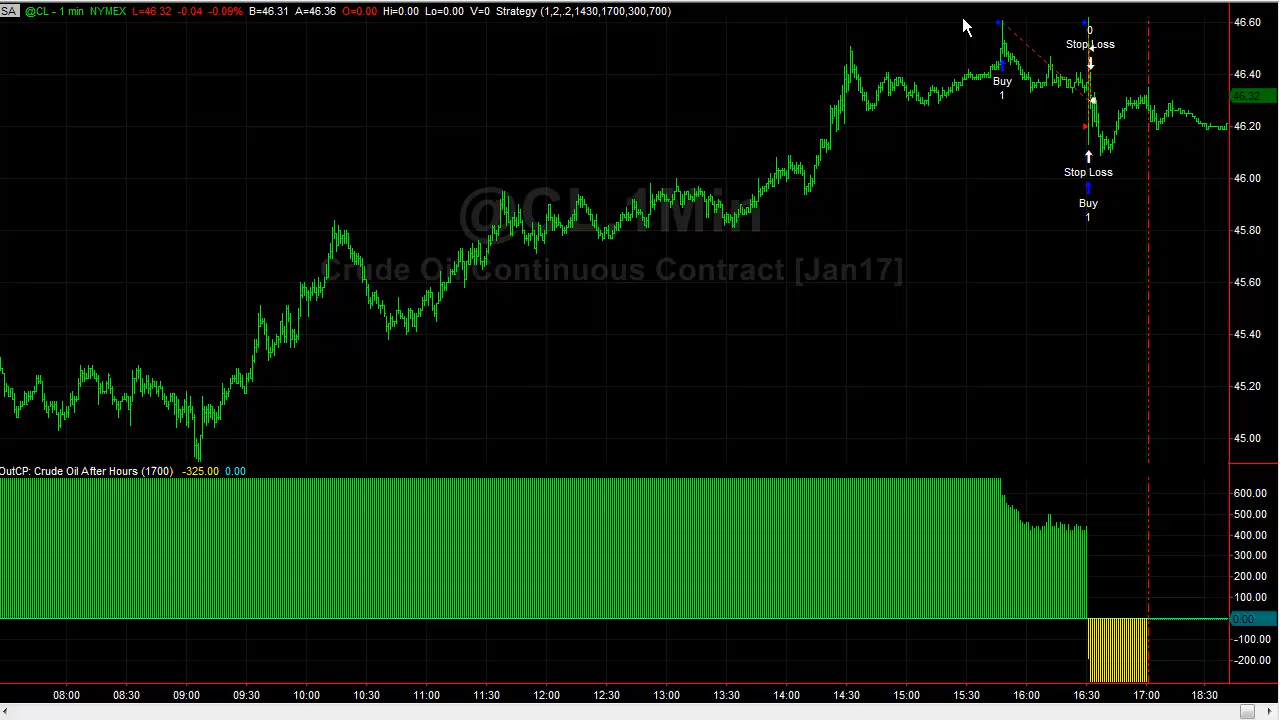 SA @CL - 1 min NYMEX L=46.32 -0.04 -0.09% B=46.31 A=46.36 O=0.00 Hi=0.00 Lo=0.00 V=0 Strategy (1,2,.2,1430,1700,300,700)
46.60
0
Stop Loss
46.40
Buy
1
46.32
46.20
Stop Loss
46.00
Buy
1
@CL-1Min
45.80
Crude Oil Continuous Contract [Jan17]
45.60
45.40
45.20
45.00
OutCP: Crude Oil After Hours (1700) -325.00 0.00
600.00
500.00
400.00
300.00
200.00
100.00
0.00
-100.00
-200.00
08:00 08:30 09:00 09:30 10:00 10:30 11:00 11:30 12:00 12:30 13:00 13:30 14:00 14:30 15:00 15:30 16:00 16:30 17:00 18:30